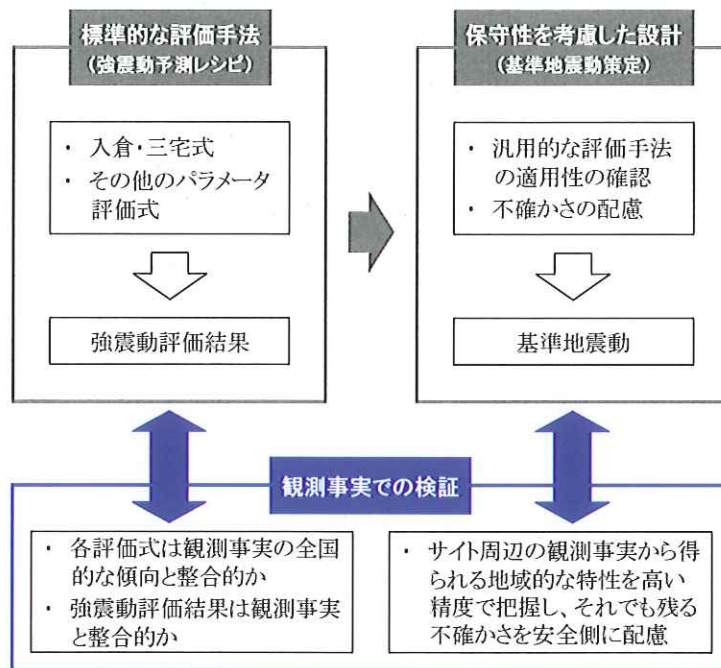 標準的な評価手法
(強震動予測レシピ)
・ 入倉・三宅式
・ その他のパラメータ
評価式
強震動評価結果
保守性を考慮した設計
(基準地震動策定)
・ 汎用的な評価手法
の適用性の確認
・ 不確かさの配慮
基準地震動
観測事実での検証
・ 各評価式は観測事実の全国
的な傾向と整合的か
・ 強震動評価結果は観測事実
と整合的か
・ サイト周辺の観測事実から得
られる地域的な特性を高い
精度で把握し、それでも残る
不確かさを安全側に配慮